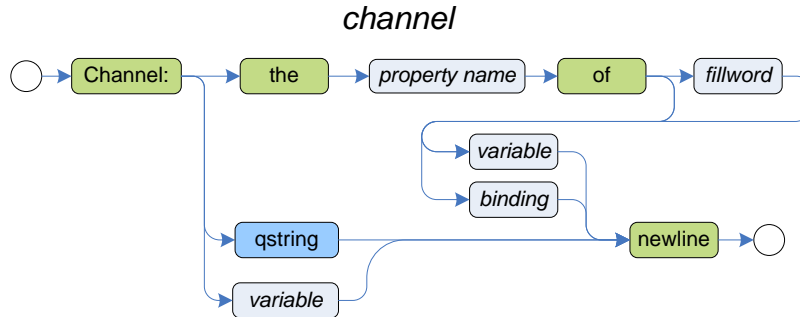 channel
Channel:
the
property name
of
fillword
variable
binding
qstring
newline
variable